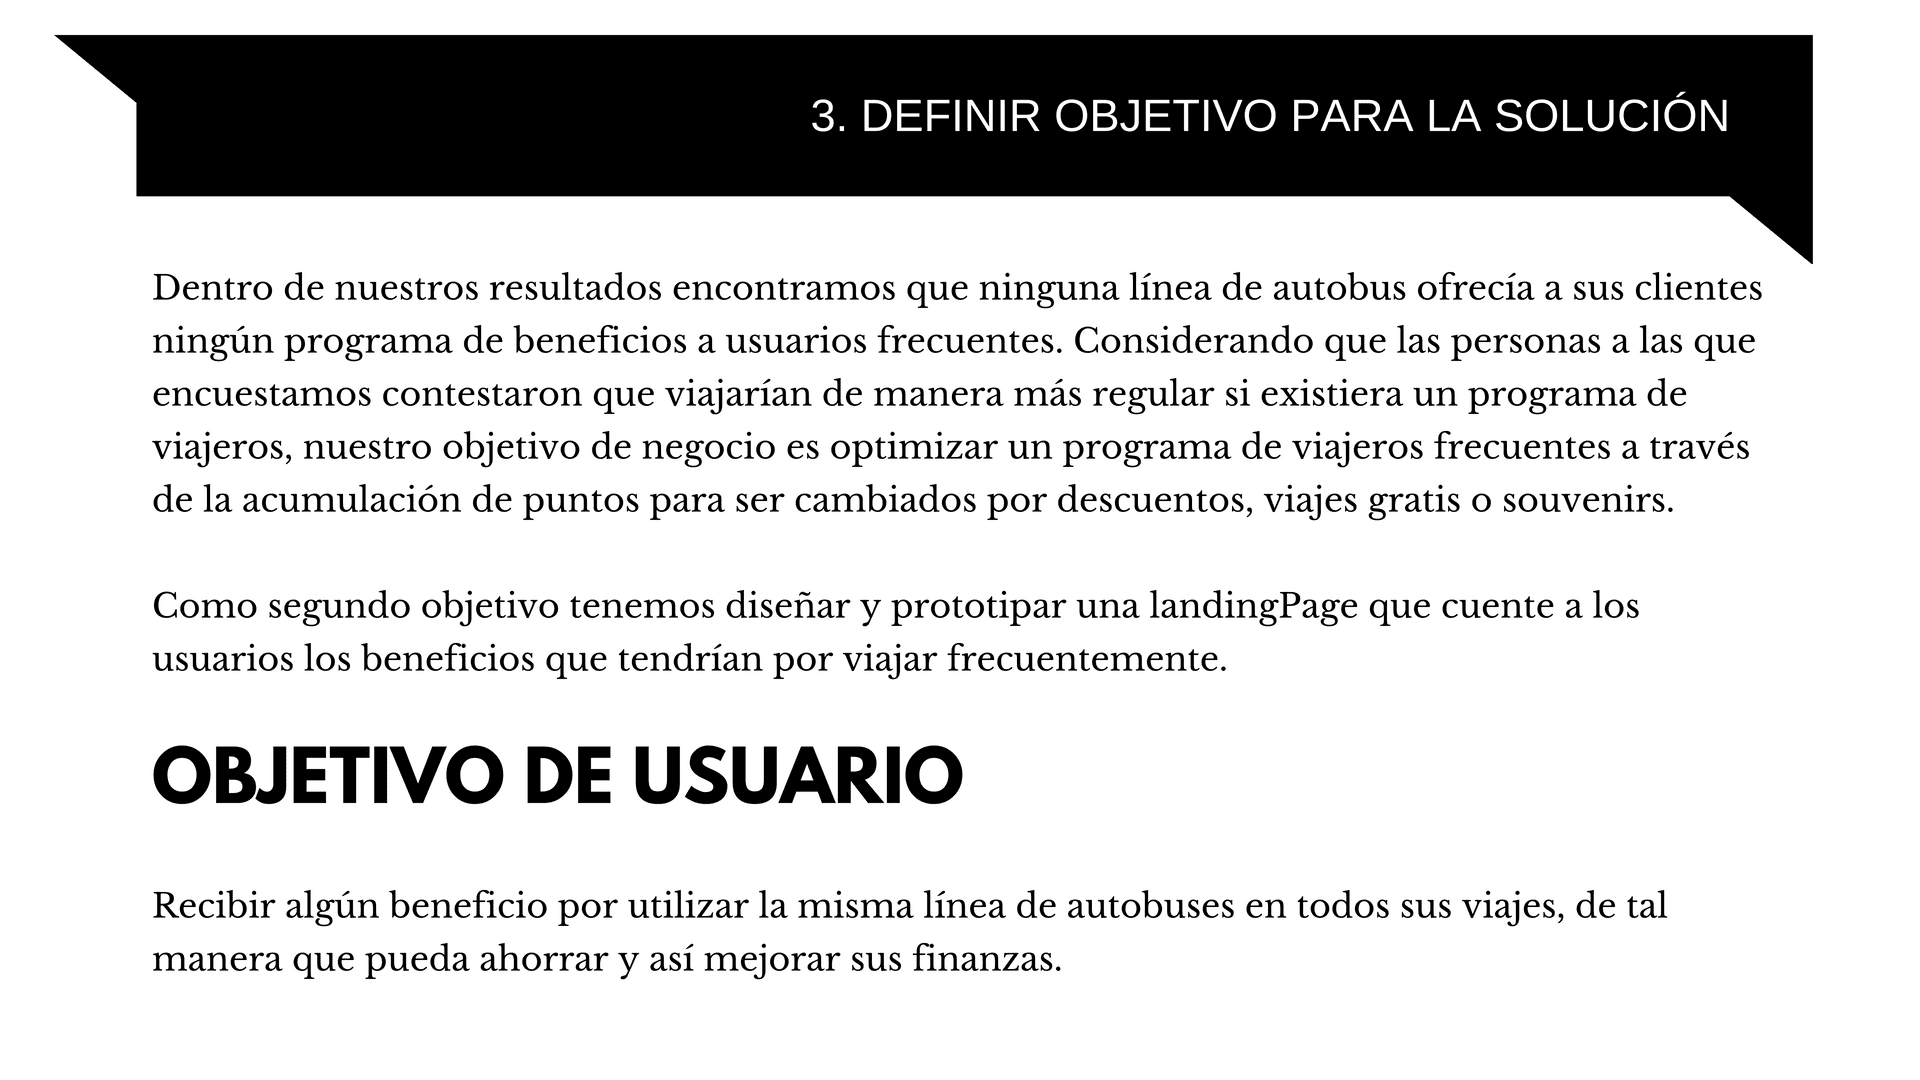 3. DEFINIR OBJETIVO PARA LA SOLUCIÓN
Dentro de nuestros resultados encontramos que ninguna línea de autobus ofrecía a sus clientes
ningún programa de beneficios a usuarios frecuentes. Considerando que las personas a las que
encuestamos contestaron que viajarían de manera más regular si existiera un programa de
viajeros, nuestro objetivo de negocio es optimizar un programa de viajeros frecuentes a través
de la acumulación de puntos para ser cambiados por descuentos, viajes gratis o souvenirs.
Como segundo objetivo tenemos diseñar y prototipar una landingPage que cuente a los
usuarios los beneficios que tendrían por viajar frecuentemente.
OBJETIVO DE USUARIO
Recibir algún beneficio por utilizar la misma línea de autobuses en todos sus viajes, de tal
manera que pueda ahorrar y así mejorar sus finanzas.